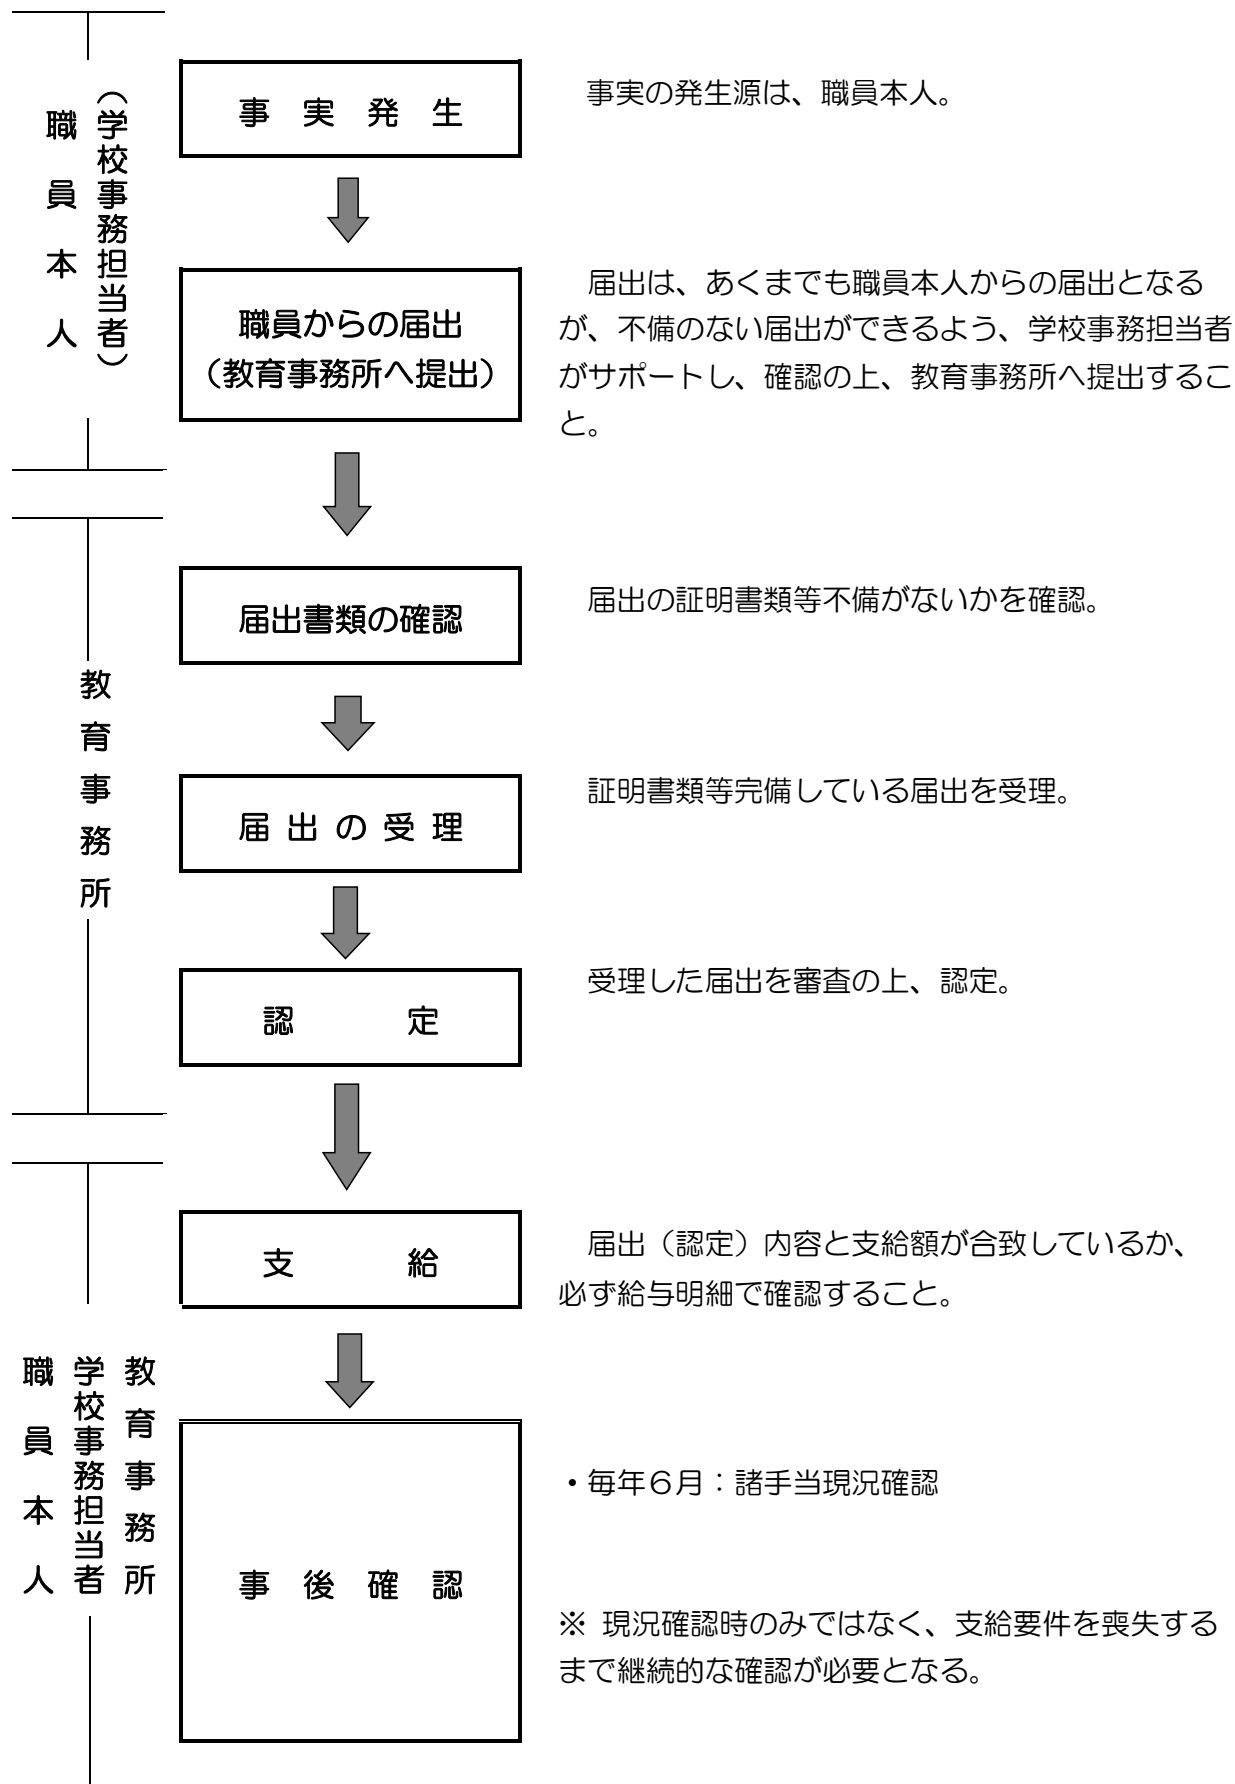 職員本人
（学校事務担当者）
事実発生
事実の発生源は、職員本人。
職員からの届出
（教育事務所へ提出）
届出は、あくまでも職員本人からの届出となる
が、不備のない届出ができるよう、学校事務担当者
がサポートし、確認の上、教育事務所へ提出するこ
と。
教育事務所
届出書類の確認
届出の証明書類等不備がないかを確認。
届出の受理
証明書類等完備している届出を受理。
認定
受理した届出を審査の上、認定。
職員本人
学校事務担当者
教育事務所
支給
届出（認定）内容と支給額が合致しているか、
必ず給与明細で確認すること。
事後確認
・毎年６月：諸手当現況確認
※ 現況確認時のみではなく、支給要件を喪失する
まで継続的な確認が必要となる。